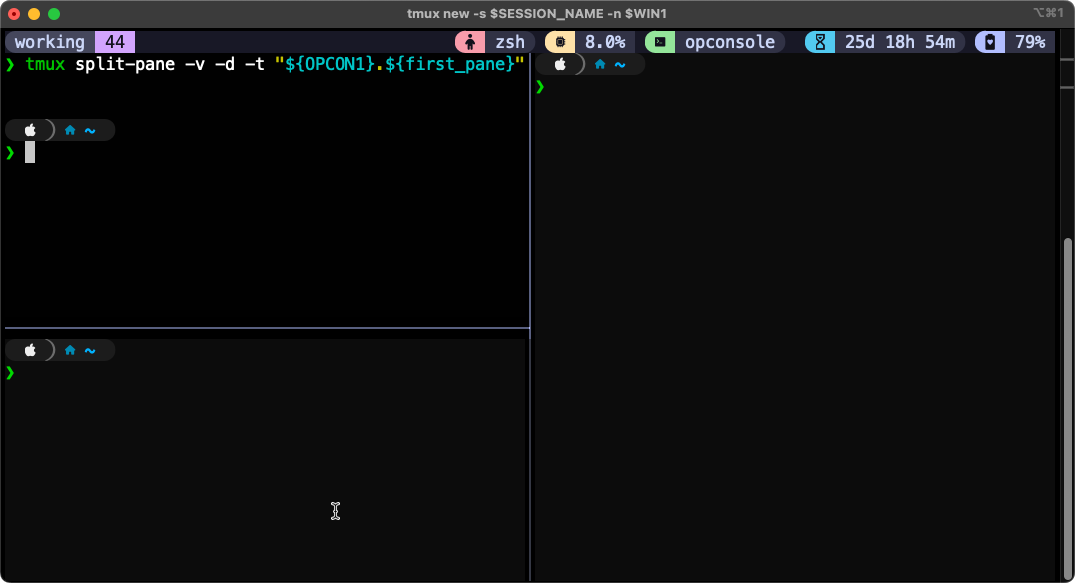 tmux new -s $SESSION_NAME -n $WIN1
⌥⌘1
working 44 zsh 8.0% opconsole 25d 18h 54m 79%
❯ tmux split-pane -v -d -t "${OPCON1}.${first_pane}"
~
❯
~
❯
~
❯